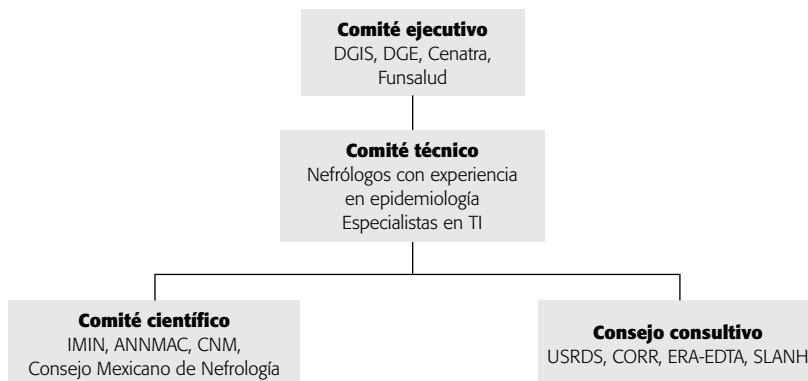 Comité ejecutivo
DGIS, DGE, Cenatra,
Funsalud
Comité técnico
Nefrólogos con experiencia
en epidemiología
Especialistas en TI
Comité científico
IMIN, ANNMAC, CNM,
Consejo Mexicano de Nefrología
Consejo consultivo
USRDS, CORR, ERA-EDTA, SLANH